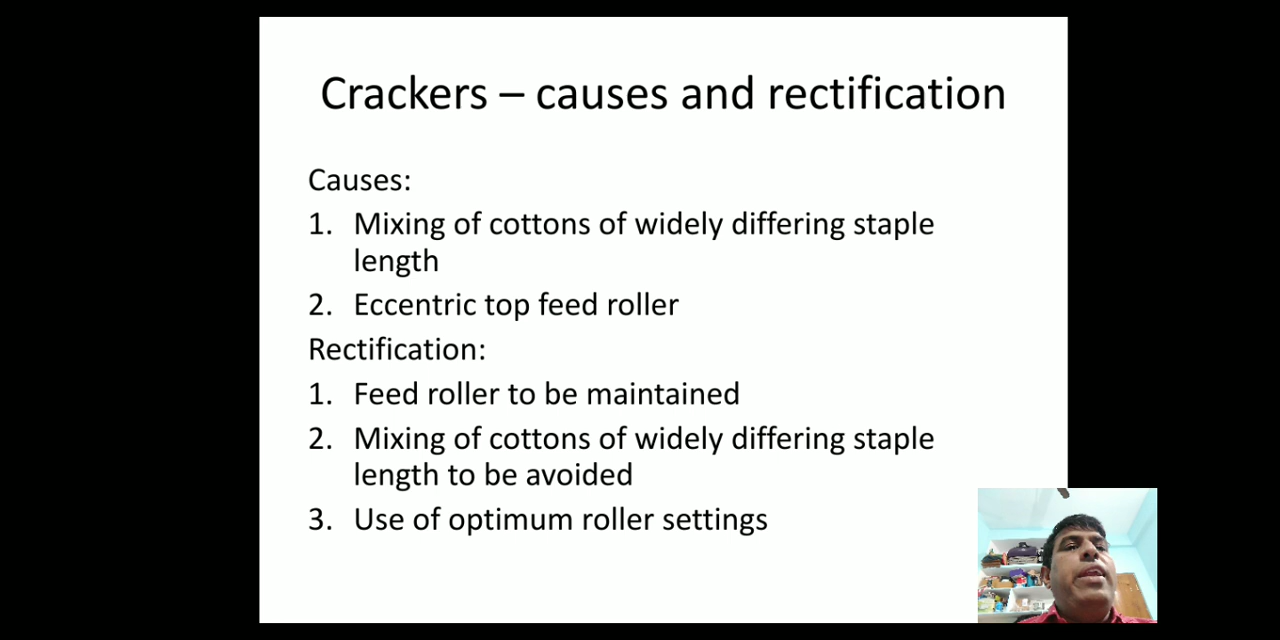 Crackers – causes and rectification
Causes:
1. Mixing of cottons of widely differing staple
length
2. Eccentric top feed roller
Rectification:
1. Feed roller to be maintained
2. Mixing of cottons of widely differing staple
length to be avoided
3. Use of optimum roller settings